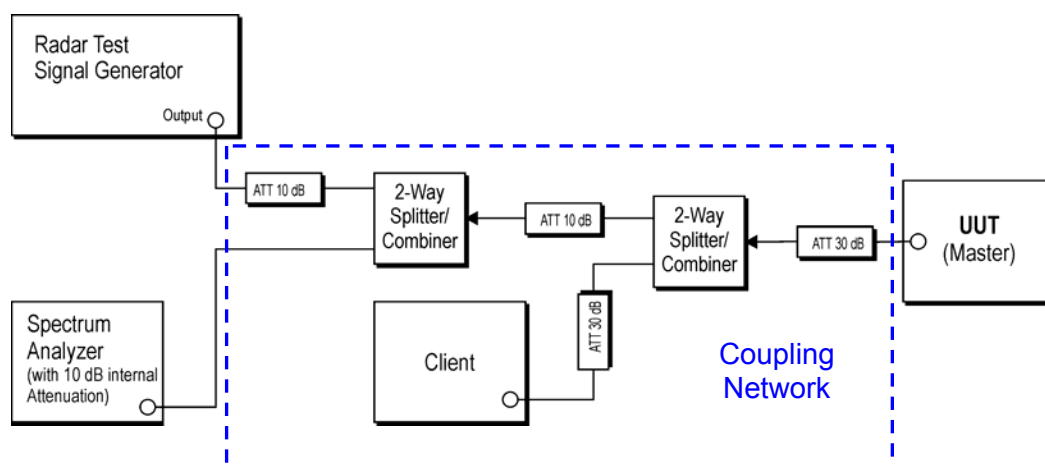 Radar Test
Signal Generator
Output
ATT 10 dB
2-Way
Splitter/
Combiner
ATT 10 dB
2-Way
Splitter/
Combiner
ATT 30 dB
UUT
(Master)
Spectrum
Analyzer
(with 10 dB internal
Attenuation)
Client
ATT 30 dB
Coupling
Network